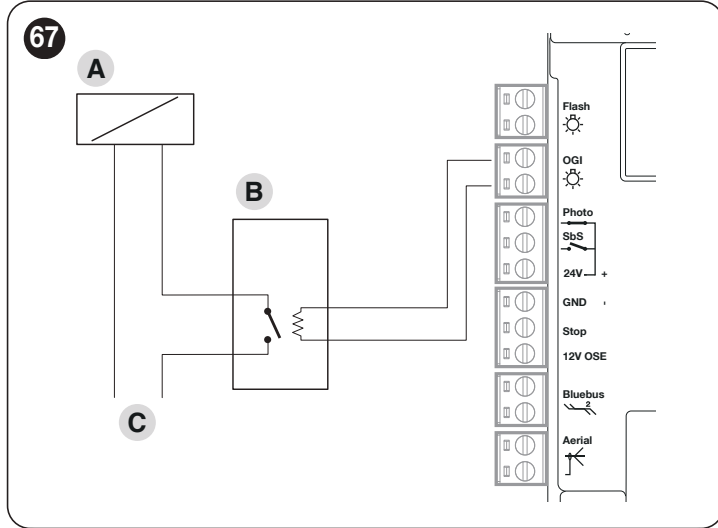 67
A
B
C
Flash
OGI
Photo
SbS
24V +
GND -
Stop
12V OSE
Bluebus
2
Aerial